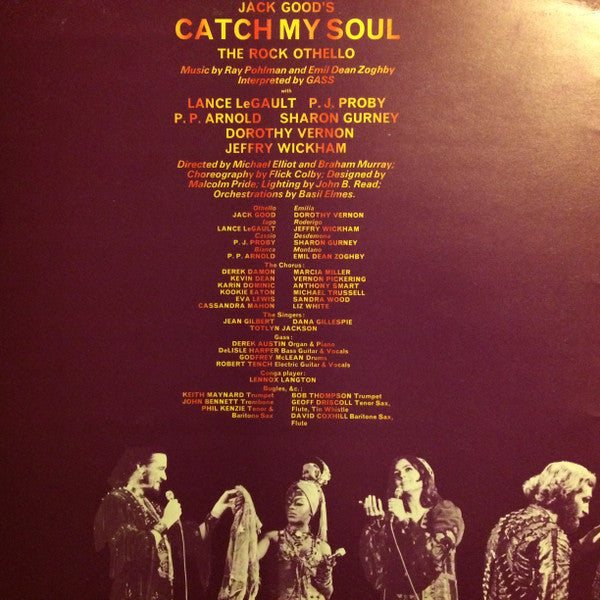 JACK GOOD'S
CATCH MY SOUL
THE ROCK OTHELLO
Music by Ray Pohlman and Emil Dean Zoghby
Interpreted by GASS
with
LANCE LeGAULT P. J. PROBY
P. P. ARNOLD SHARON GURNEY
DOROTHY VERNON
JEFFRY WICKHAM
Directed by Michael Elliot and Braham Murray;
Choreography by Flick Colby; Designed by
Malcolm Pride, Lighting by John B. Read;
Orchestrations by Basil Elmes.
Othello Emilia
JACK GOOD DOROTHY VERNON
Jago Roderigo
LANCE LeGAULT JEFFRY WICKHAM
Cassio Desdemona
P. J. PROBY SHARON GURNEY
Bianca Montano
P. P. ARNOLD EMIL DEAN ZOGHBY
The Chorus:
DEREK DAMON MARCIA MILLER
KEVIN DEAN VERNON PICKERING
KARIN DOMINIC ANTHONY SMART
KOOKIE EATON MICHAEL TRUSSELL
EVA LEWIS SANDRA WOOD
CASSANDRA MAHON LIZ WHITE
The Singers:
JEAN GILBERT DANA GILLESPIE
TOTLYN JACKSON
Gass:
DEREK AUSTIN Organ & Piano
DeLISLE HARPER Bass Guitar & Vocals
GODFREY McLEAN Drums
ROBERT TENCH Electric Guitar & Vocals
Conga player:
LENNOX LANGTON
Bugles, &c.:
KEITH MAYNARD Trumpet BOB THOMPSON Trumpet
JOHN BENNETT Trombone GEOFF DRISCOLL Tenor Sax,
PHIL KENZIE Tenor & Flute, Tin Whistle
Baritone Sax DAVID COXHILL Baritone Sax,
Flute